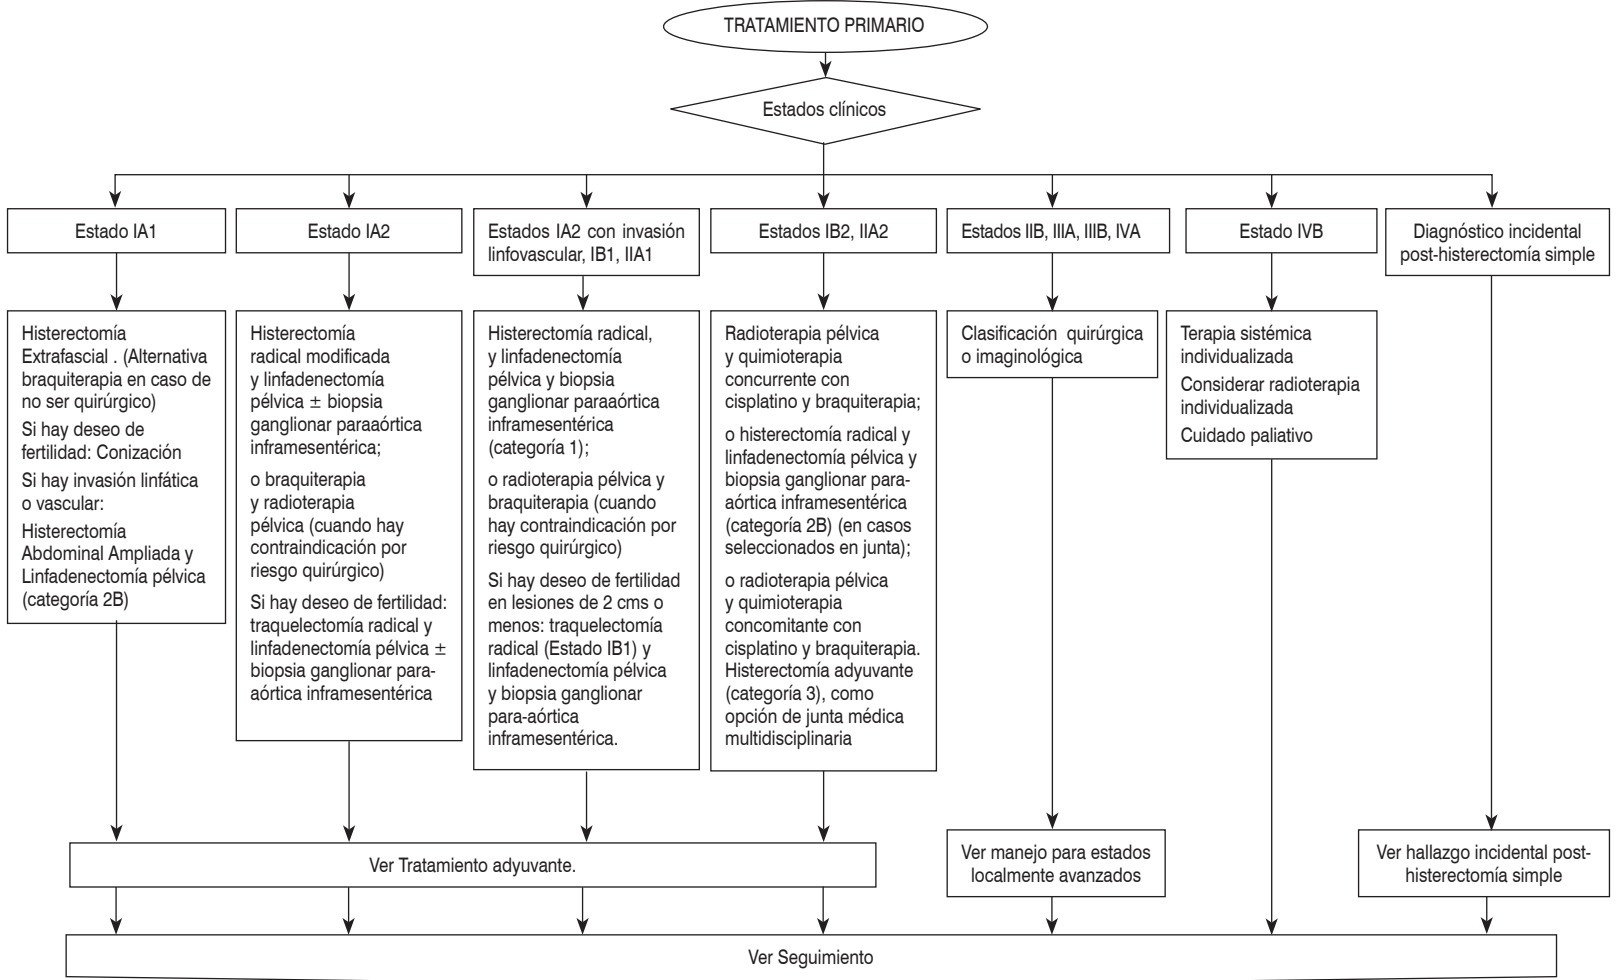 TRATAMIENTO PRIMARIO
Estados clínicos
Estado IA1
Estado IA2
Estados IA2 con invasión
linfovascular, IB1, IIA1
Estados IB2, IIA2
Estados IIB, IIIA, IIIB, IVA
Estado IVB
Diagnóstico incidental
post-histerectomía simple
Histerectomía
Extrafascial . (Alternativa
braquiterapia en caso de
no ser quirúrgico)
Si hay deseo de
fertilidad: Conización
Si hay invasión linfática
o vascular:
Histerectomía
Abdominal Ampliada y
Linfadenectomía pélvica
(categoría 2B)
Histerectomía
radical modificada
y linfadenectomía
pélvica ± biopsia
ganglionar paraaórtica
inframesentérica;
o braquiterapia
y radioterapia
pélvica (cuando hay
contraindicación por
riesgo quirúrgico)
Si hay deseo de fertilidad:
traquelectomía radical y
linfadenectomía pélvica ±
biopsia ganglionar para-
aórtica inframesentérica
Histerectomía radical,
y linfadenectomía
pélvica y biopsia
ganglionar paraaórtica
inframesentérica
(categoría 1);
o radioterapia pélvica y
braquiterapia (cuando
hay contraindicación por
riesgo quirúrgico)
Si hay deseo de fertilidad
en lesiones de 2 cms o
menos: traquelectomía
radical (Estado IB1) y
linfadenectomía pélvica
y biopsia ganglionar
para-aórtica
inframesentérica.
Radioterapia pélvica
y quimioterapia
concurrente con
cisplatino y braquiterapia;
o histerectomía radical y
linfadenectomía pélvica y
biopsia ganglionar para-
aórtica inframesentérica
(categoría 2B) (en casos
seleccionados en junta);
o radioterapia pélvica
y quimioterapia
concomitante con
cisplatino y braquiterapia.
Histerectomía adyuvante
(categoría 3), como
opción de junta médica
multidisciplinaria
Clasificación quirúrgica
o imaginológica
Terapia sistémica
individualizada
Considerar radioterapia
individualizada
Cuidado paliativo
Ver Tratamiento adyuvante.
Ver manejo para estados
localmente avanzados
Ver hallazgo incidental post-
histerectomía simple
Ver Seguimiento